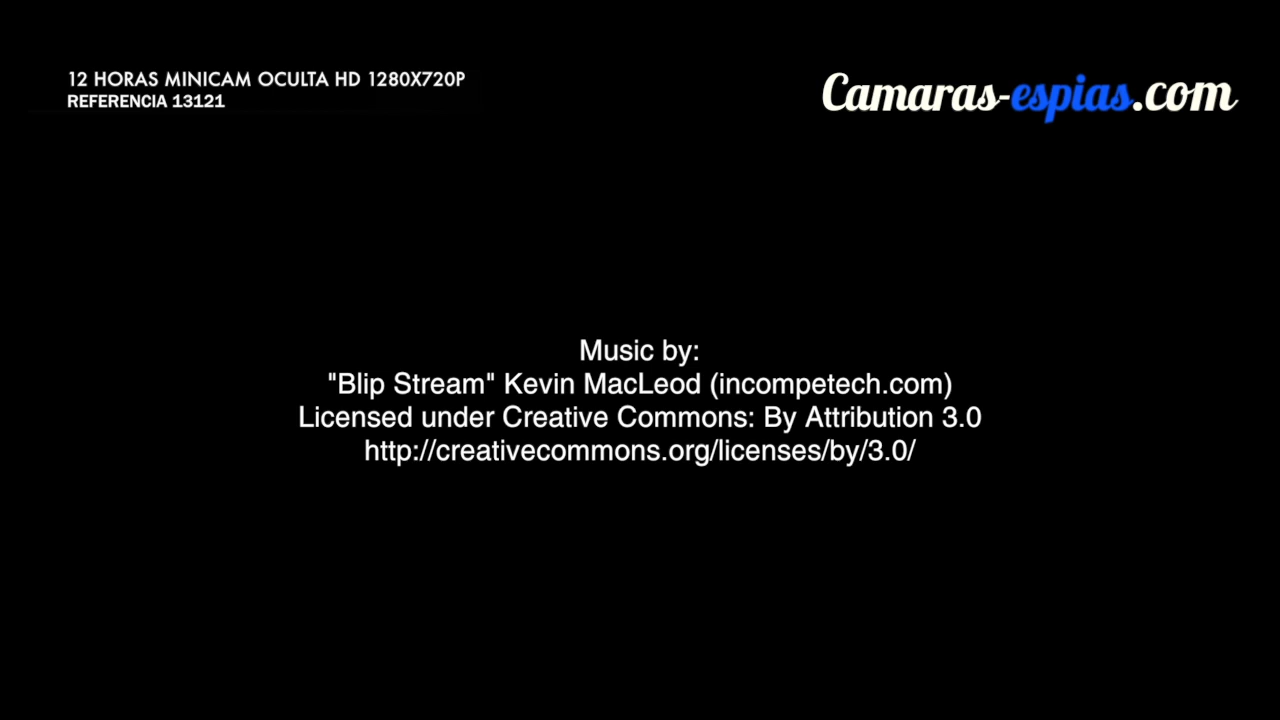 12 HORAS MINICAM OCULTA HD 1280X720P
REFERENCIA 13121
Camaras-espias.com
Music by:
"Blip Stream" Kevin MacLeod (incompetech.com)
Licensed under Creative Commons: By Attribution 3.0
http://creativecommons.org/licenses/by/3.0/